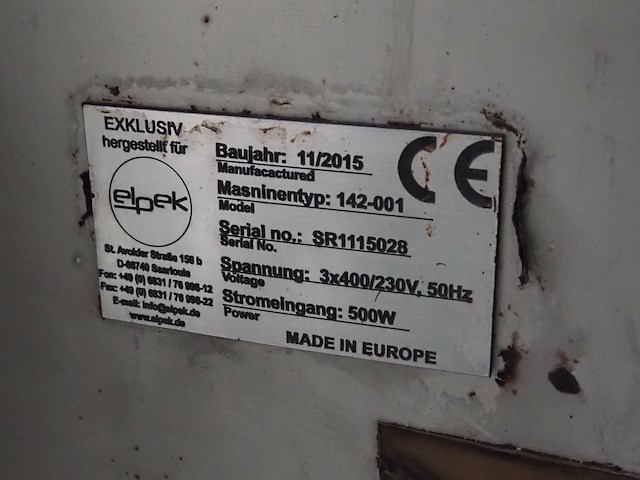 EXKLUSIV
hergestellt für
elpek
St. Avolder Straße 156 b
D-66740 Saarlouis
Fon: +49 (0) 6831 / 76 996-12
Fax: +49 (0) 6831 / 76 996-22
E-mail: info@elpek.de
www.elpek.de
CE
Baujahr: 11/2015
Manufacactured
Masninentyp: 142-001
Model
Serial no.: SR1115028
Serial No.
Spannung: 3x400/230V, 50Hz
Voltage
Stromeingang: 500W
Power
MADE IN EUROPE